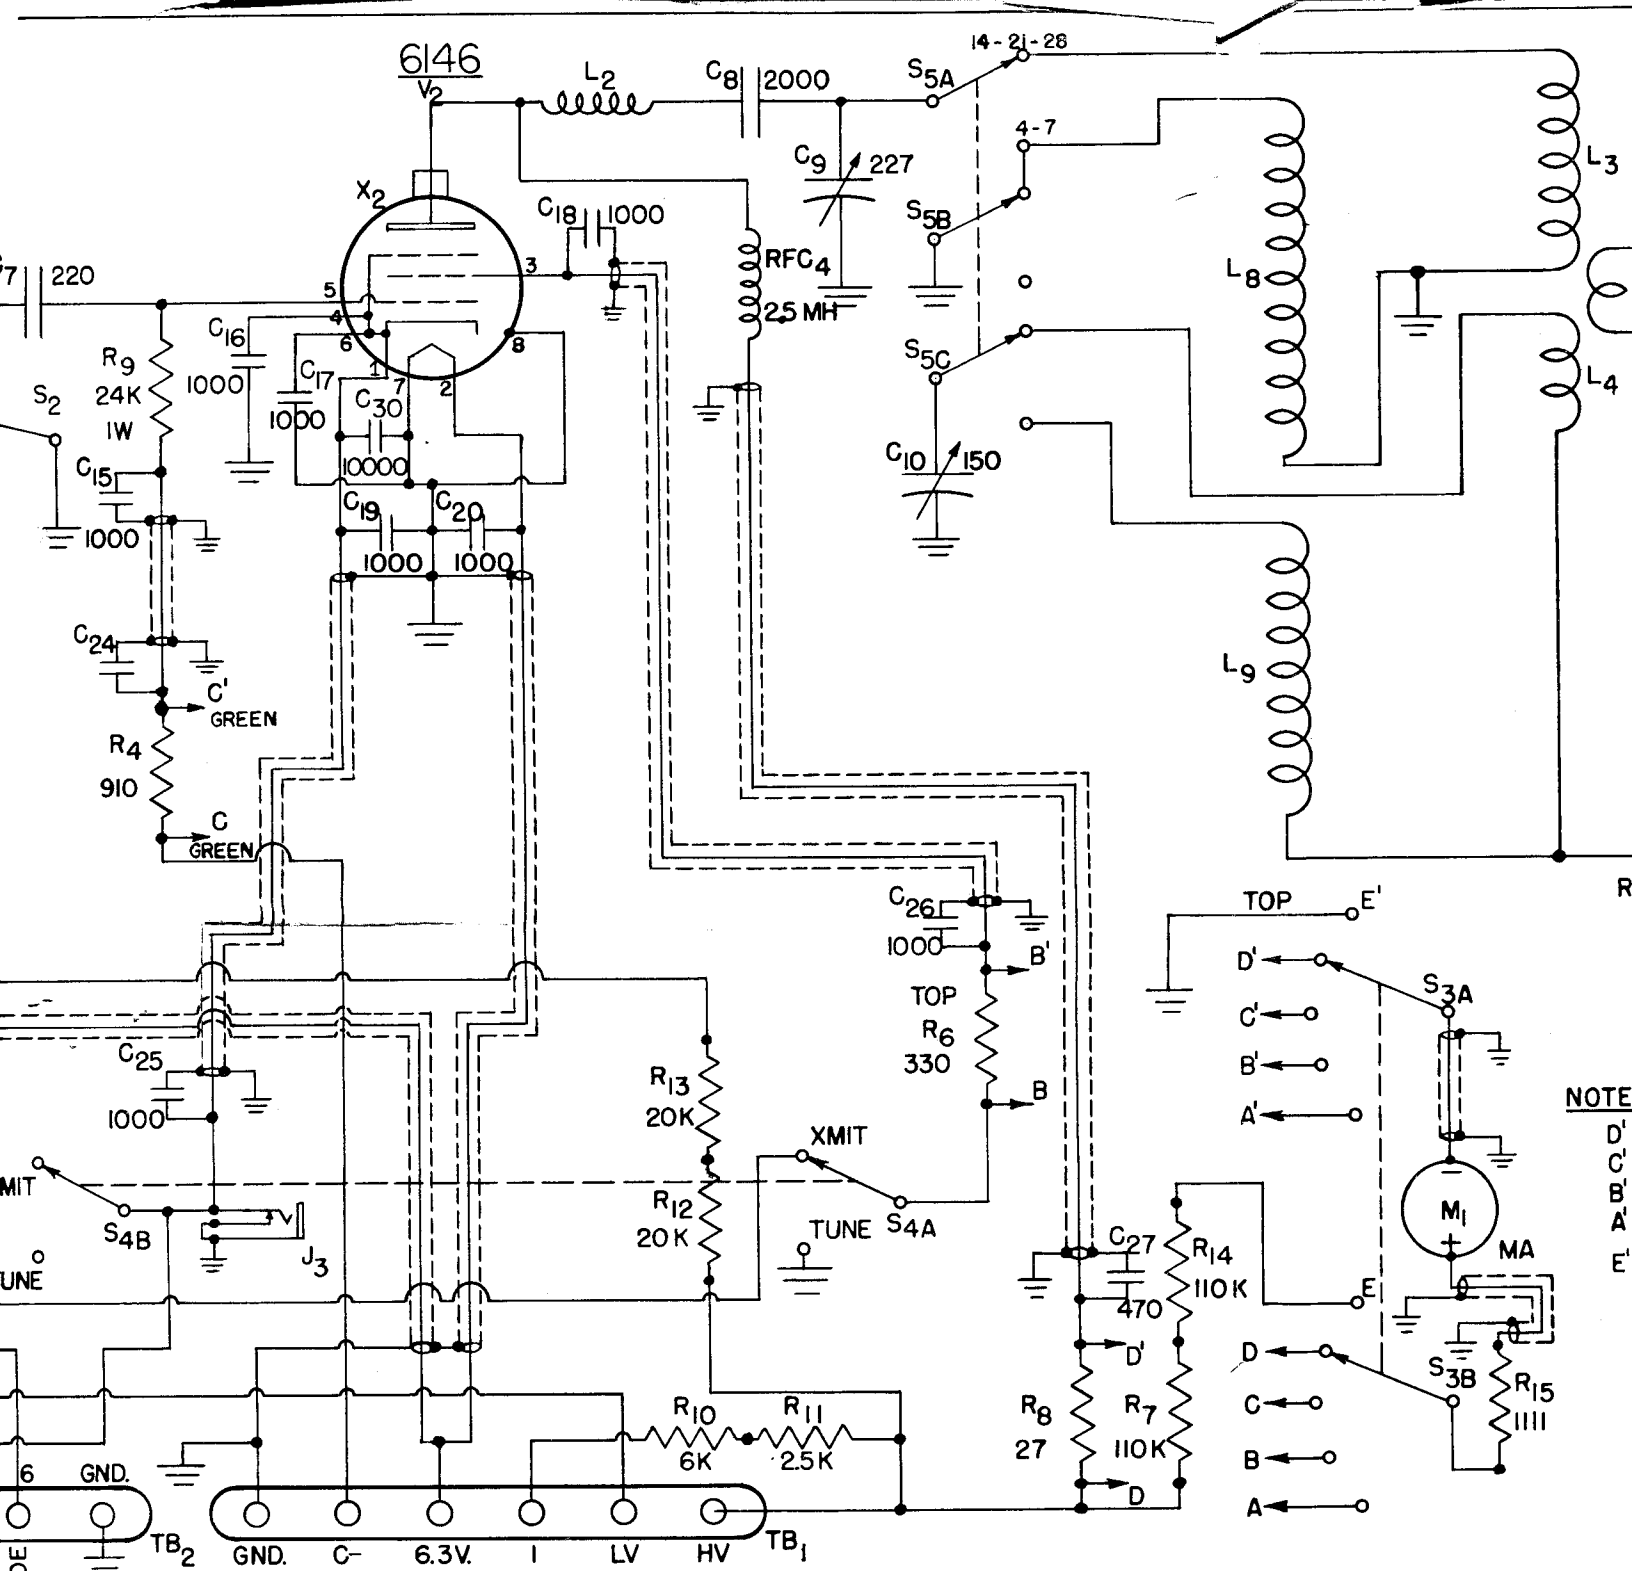 6146
V2
L2
C8 2000
S5A
14-21-28
4-7
C9 227
X2
C18 1000
L3
S5B
L8
RFC4
2.5 MH
220
5
3
4
6
8
1
7
2
C16
1000
C17
1000
R9
24K
1W
S2
C30
10000
S5C
L4
C10 150
C15
1000
C19
1000
C20
1000
C24
C'
GREEN
L9
R4
910
C
GREEN
C26
1000
TOP
E'
R
B'
D'
S3A
TOP
R6
330
C'
C25
1000
B'
R13
20K
B
A'
NOTE
D'
C'
B'
A'
E'
XMIT
MIT
S4B
R12
20K
TUNE
S4A
J3
UNE
C27
470
R14
110K
M1
− +
MA
E
D'
D
S3B
R15
1111
R10
6K
R11
2.5K
R8
27
R7
110K
C
B
D
A
6
GND.
TB2
DE
GND.
C-
6.3V.
1
LV
HV
TB1